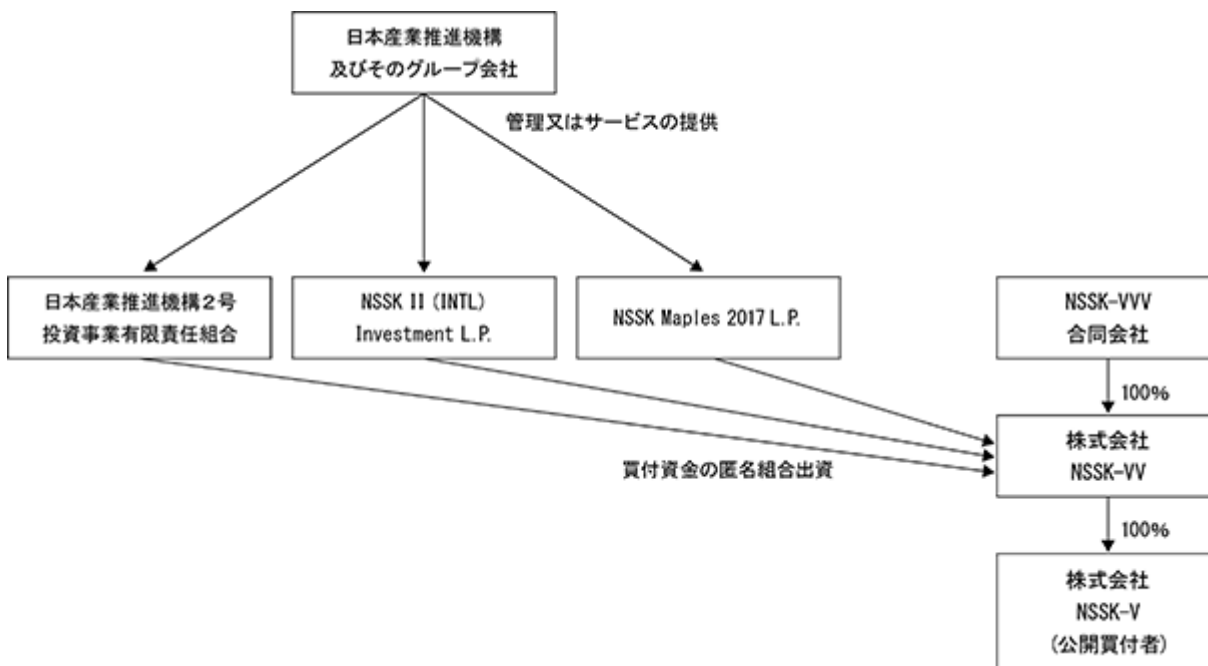 日本産業推進機構
及びそのグループ会社
管理又はサービスの提供
日本産業推進機構2号
投資事業有限責任組合
NSSK II (INTL)
Investment L.P.
NSSK Maples 2017 L.P.
NSSK-VVV
合同会社
100%
株式会社
NSSK-VV
買付資金の匿名組合出資
100%
株式会社
NSSK-V
(公開買付者)